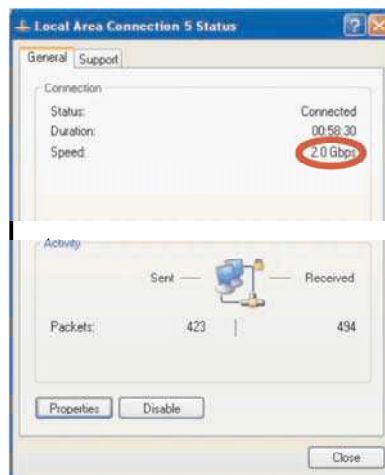 Local Area Connection 5 Status
General Support
Connection
Status: Connected
Duration: 00:58:30
Speed: 2.0 Gbps
Activity
Sent — — Received
Packets: 423 | 494
Properties Disable
Close